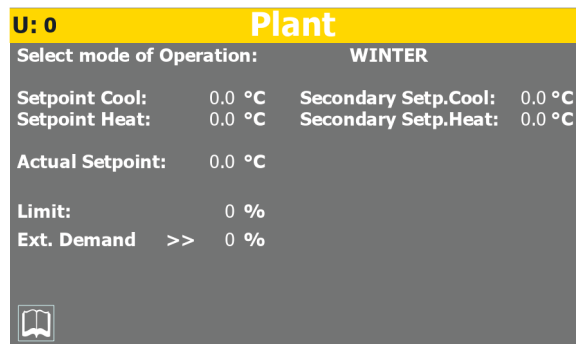 U: 0 Plant
Select mode of Operation: WINTER
Setpoint Cool: 0.0 °C Secondary Setp.Cool: 0.0 °C
Setpoint Heat: 0.0 °C Secondary Setp.Heat: 0.0 °C
Actual Setpoint: 0.0 °C
Limit: 0 %
Ext. Demand >> 0 %